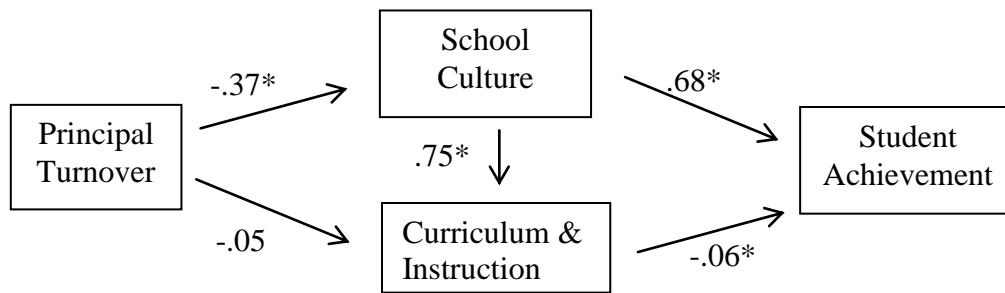 School
Culture
-.37*
.68*
Principal
Turnover
Student
Achievement
.75*
-.05
Curriculum &
Instruction
-.06*